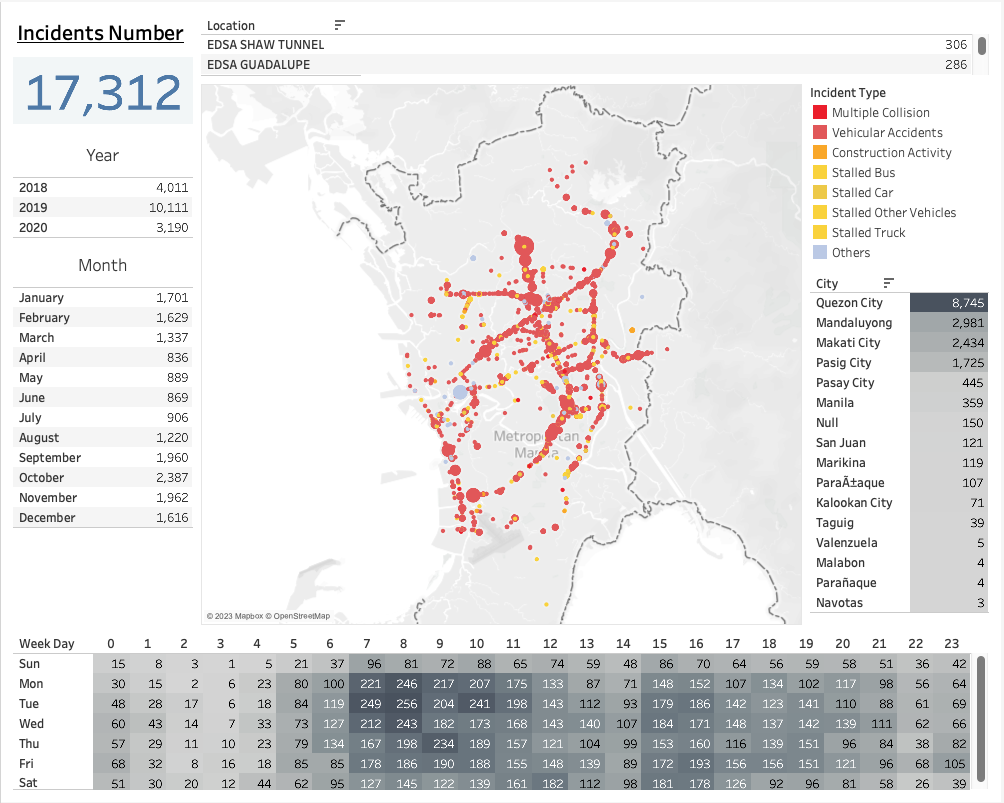 Incidents Number
17,312
Location
EDSA SHAW TUNNEL 306
EDSA GUADALUPE 286
Year
2018 4,011
2019 10,111
2020 3,190
Month
January 1,701
February 1,629
March 1,337
April 836
May 889
June 869
July 906
August 1,220
September 1,960
October 2,387
November 1,962
December 1,616
Metropolitan
Manila
© 2023 Mapbox © OpenStreetMap
Incident Type
Multiple Collision
Vehicular Accidents
Construction Activity
Stalled Bus
Stalled Car
Stalled Other Vehicles
Stalled Truck
Others
City
Quezon City 8,745
Mandaluyong 2,981
Makati City 2,434
Pasig City 1,725
Pasay City 445
Manila 359
Null 150
San Juan 121
Marikina 119
ParaÃ±aque 107
Kalookan City 71
Taguig 39
Valenzuela 5
Malabon 4
Parañaque 4
Navotas 3
Week Day 0 1 2 3 4 5 6 7 8 9 10 11 12 13 14 15 16 17 18 19 20 21 22 23
Sun 15 8 3 1 5 21 37 96 81 72 88 65 74 59 48 86 70 64 56 59 58 51 36 42
Mon 30 15 2 6 23 80 100 221 246 217 207 175 133 87 71 148 152 107 134 102 117 98 56 64
Tue 48 28 17 6 18 84 119 249 256 204 241 198 143 112 93 179 186 142 123 141 110 88 61 69
Wed 60 43 14 7 33 73 127 212 243 182 173 168 143 140 107 184 171 148 137 142 139 111 62 66
Thu 57 29 11 10 23 79 134 167 198 234 189 157 121 104 99 153 160 116 139 151 96 84 38 82
Fri 68 32 8 16 18 85 85 178 186 190 188 155 148 139 89 172 193 156 156 151 121 96 68 105
Sat 51 30 20 12 44 62 95 127 145 122 139 161 182 112 98 181 178 126 92 96 81 58 26 39